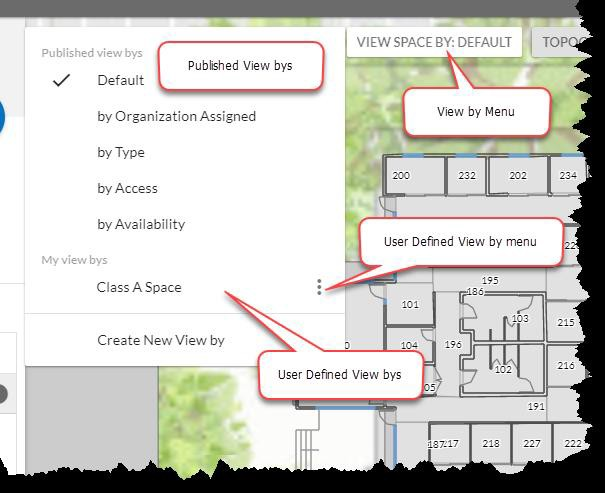 Published view bys
Default
by Organization Assigned
by Type
by Access
by Availability
My view bys
Class A Space
Create New View by
Published View bys
VIEW SPACE BY: DEFAULT
TOPOG
View by Menu
User Defined View by menu
User Defined View bys
200
232
202
234
22
195
186
101
103
215
104
196
216
102
05
191
187
217
218
227
222
0